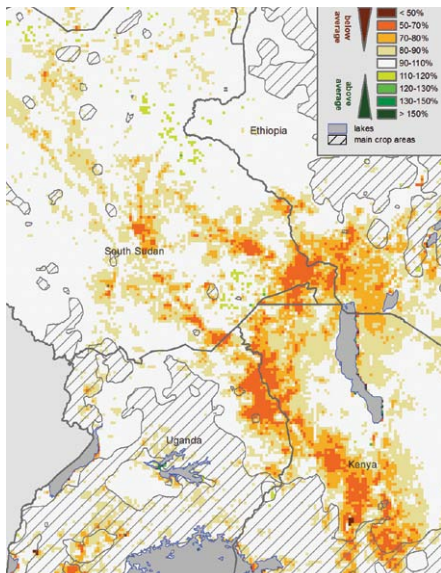 below
average
above
average
< 50%
50-70%
70-80%
80-90%
90-110%
110-120%
120-130%
130-150%
> 150%
lakes
main crop areas
Ethiopia
South Sudan
Uganda
Kenya